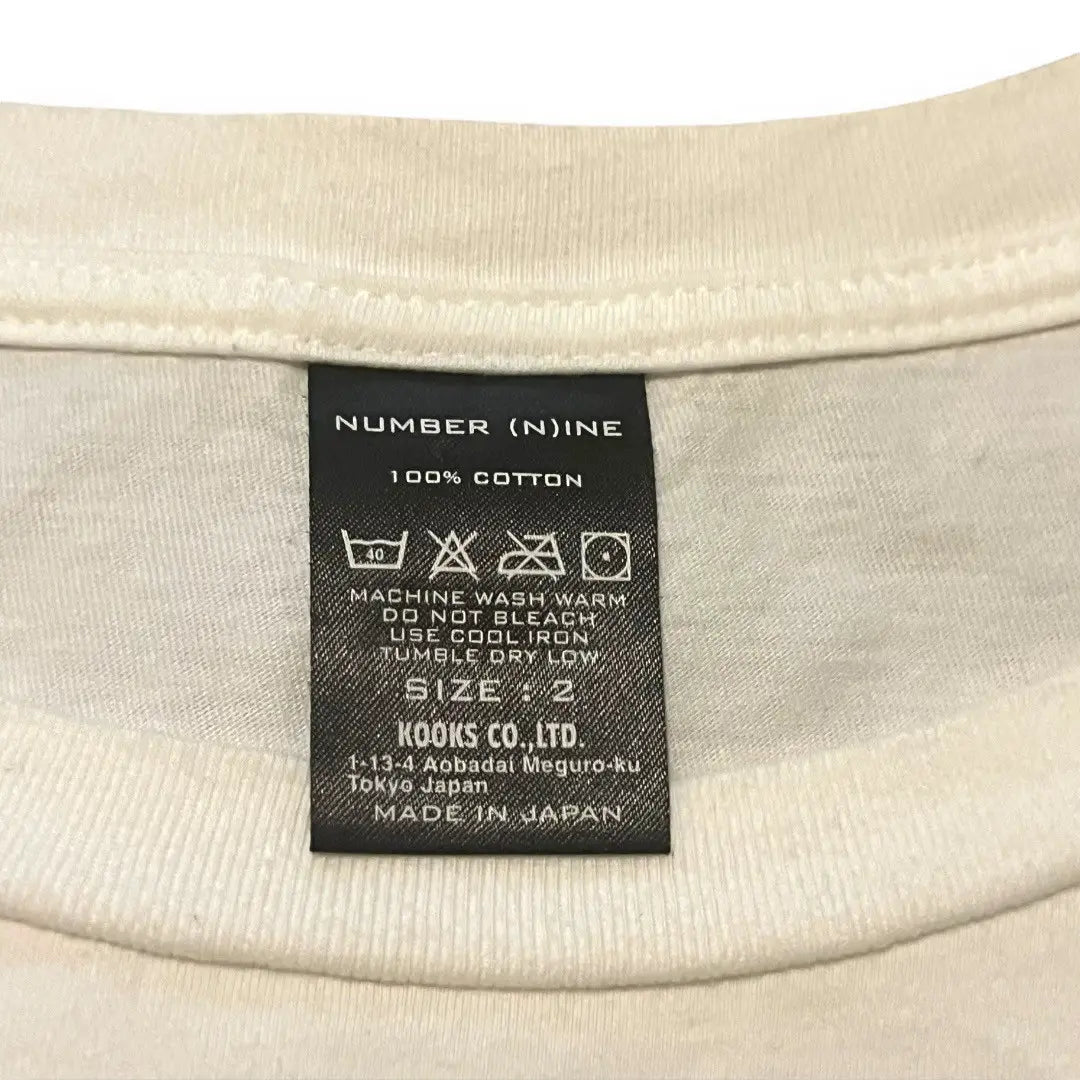 NUMBER (N)INE
100% COTTON
40
MACHINE WASH WARM
DO NOT BLEACH
USE COOL IRON
TUMBLE DRY LOW
SIZE : 2
KOOKS CO.,LTD.
1-13-4 Aobadai Meguro-ku
Tokyo Japan
MADE IN JAPAN